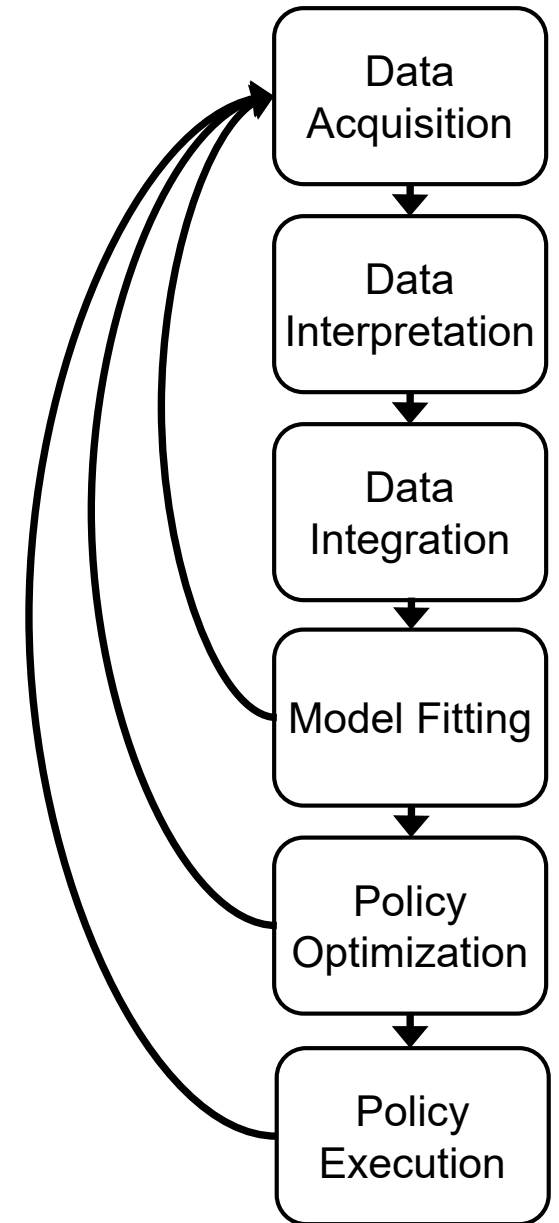 Data
Acquisition
Data
Interpretation
Data
Integration
Model Fitting
Policy
Optimization
Policy
Execution